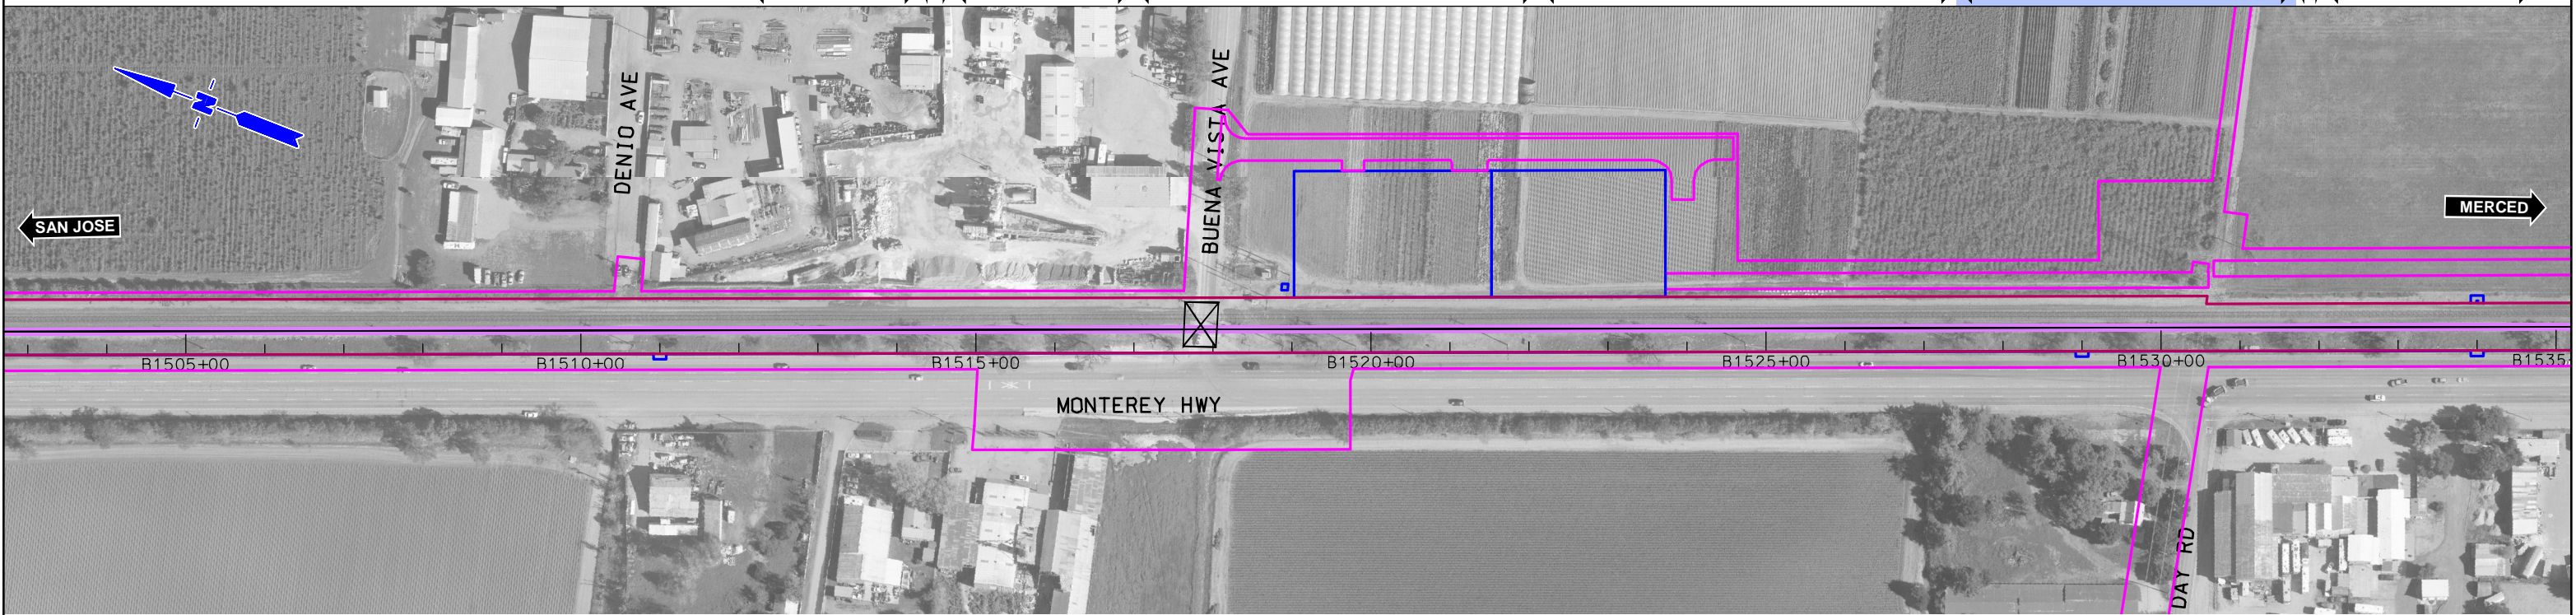 DENIO AVE
BUENA VISTA AVE
N
SAN JOSE
MERCED
B1505+00
B1510+00
B1515+00
B1520+00
B1525+00
B1530+00
B1535
MONTEREY HWY
DAY RD